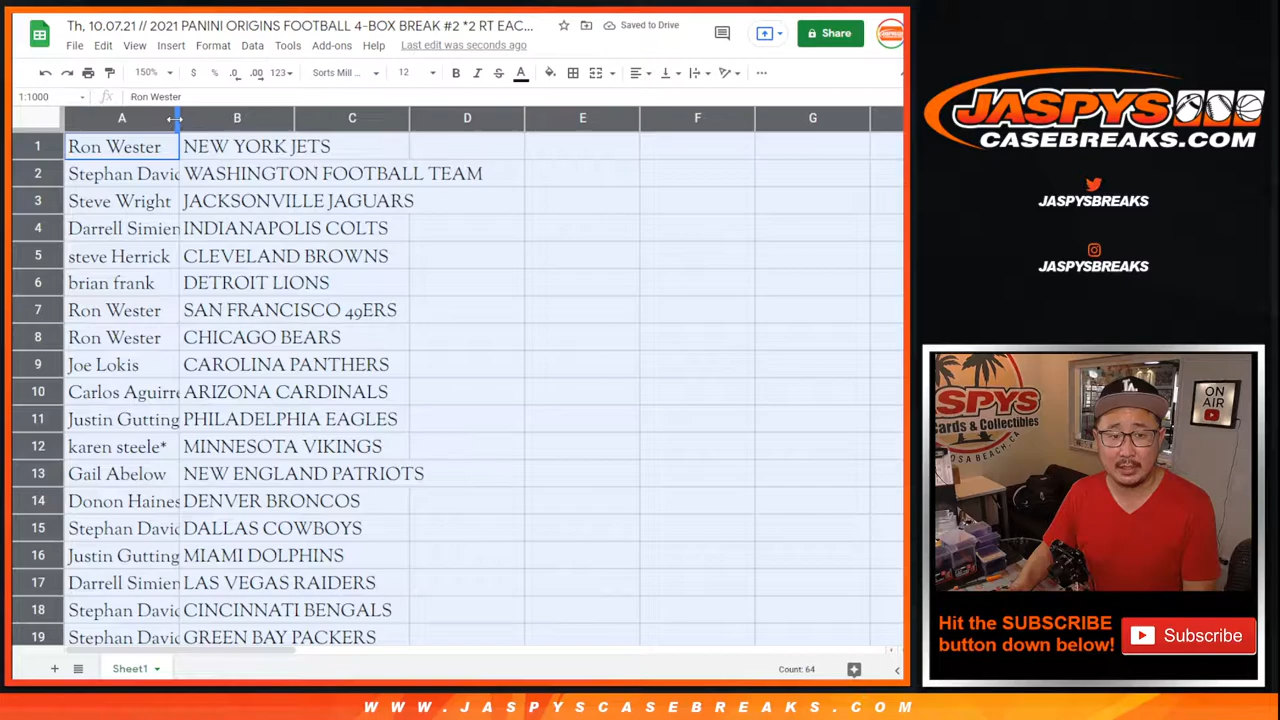 Th, 10.07.21 // 2021 PANINI ORIGINS FOOTBALL 4-BOX BREAK #2 *2 RT EAC...
Saved to Drive
Share
File Edit View Insert Format Data Tools Add-ons Help Last edit was seconds ago
150% $ % .0 .00 123 Sorts Mill ... 12 B I S A
1:1000 fx Ron Wester
A B C D E F G
1 Ron Wester NEW YORK JETS
2 Stephan David WASHINGTON FOOTBALL TEAM
3 Steve Wright JACKSONVILLE JAGUARS
4 Darrell Simien INDIANAPOLIS COLTS
5 steve Herrick CLEVELAND BROWNS
6 brian frank DETROIT LIONS
7 Ron Wester SAN FRANCISCO 49ERS
8 Ron Wester CHICAGO BEARS
9 Joe Lokis CAROLINA PANTHERS
10 Carlos Aguirre ARIZONA CARDINALS
11 Justin Gutting PHILADELPHIA EAGLES
12 karen steele* MINNESOTA VIKINGS
13 Gail Abelow NEW ENGLAND PATRIOTS
14 Donon Haines DENVER BRONCOS
15 Stephan David DALLAS COWBOYS
16 Justin Gutting MIAMI DOLPHINS
17 Darrell Simien LAS VEGAS RAIDERS
18 Stephan David CINCINNATI BENGALS
19 Stephan David GREEN BAY PACKERS
Sheet1
Count: 64
JASPYS
CASEBREAKS.COM
JASPYSBREAKS
JASPYSBREAKS
ASPYS
Cards & Collectibles
ON
AIR
Hit the SUBSCRIBE
button down below!
Subscribe
WWW.JASPYSCASEBREAKS.COM